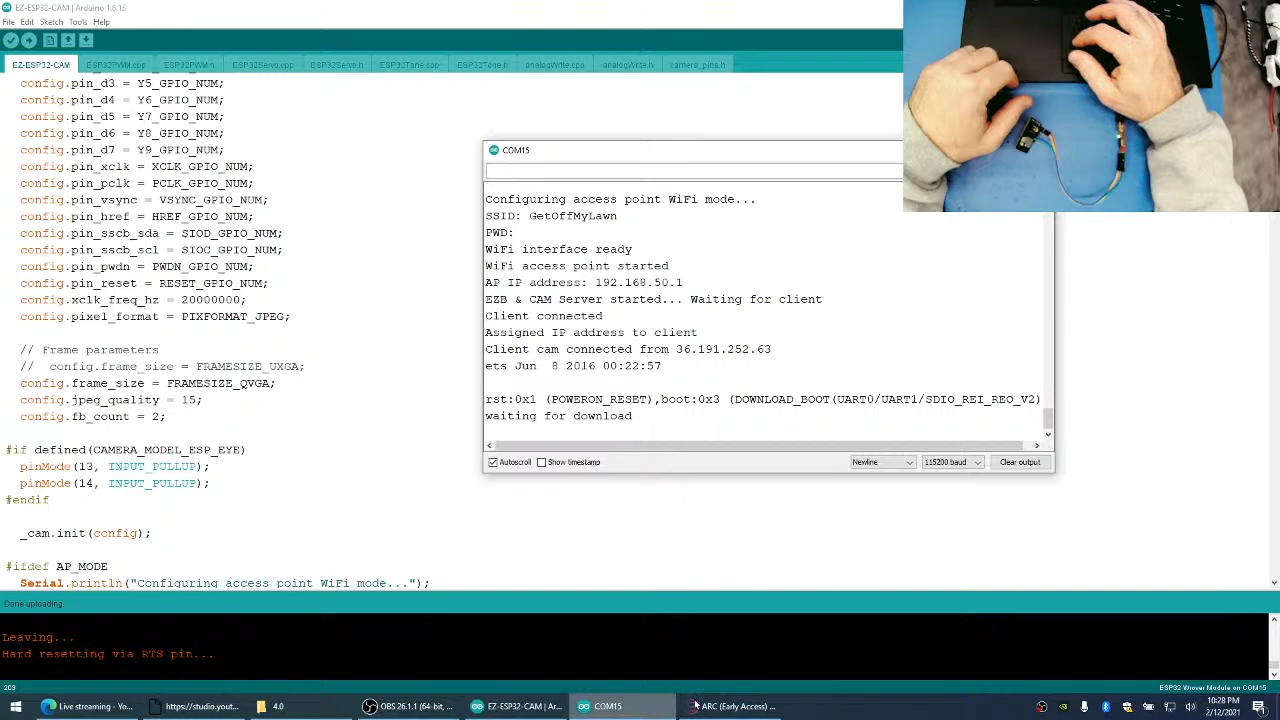 EZ-ESP32-CAM | Arduino 1.8.13
File Edit Sketch Tools Help
EZ-ESP32-CAM ESP32PWM.cpp ESP32PWM.h ESP32Servo.cpp ESP32Servo.h ESP32Tone.cpp ESP32Tone.h analogWrite.cpp analogWrite.h camera_pins.h
config.pin_d3 = Y5_GPIO_NUM;
config.pin_d4 = Y6_GPIO_NUM;
config.pin_d5 = Y7_GPIO_NUM;
config.pin_d6 = Y8_GPIO_NUM;
config.pin_d7 = Y9_GPIO_NUM;
config.pin_xclk = XCLK_GPIO_NUM;
config.pin_pclk = PCLK_GPIO_NUM;
config.pin_vsync = VSYNC_GPIO_NUM;
config.pin_href = HREF_GPIO_NUM;
config.pin_sscb_sda = SIOD_GPIO_NUM;
config.pin_sscb_scl = SIOC_GPIO_NUM;
config.pin_pwdn = PWDN_GPIO_NUM;
config.pin_reset = RESET_GPIO_NUM;
config.xclk_freq_hz = 20000000;
config.pixel_format = PIXFORMAT_JPEG;
// Frame parameters
// config.frame_size = FRAMESIZE_UXGA;
config.frame_size = FRAMESIZE_QVGA;
config.jpeg_quality = 15;
config.fb_count = 2;
#if defined(CAMERA_MODEL_ESP_EYE)
pinMode(13, INPUT_PULLUP);
pinMode(14, INPUT_PULLUP);
#endif
_cam.init(config);
#ifdef AP_MODE
Serial.println("Configuring access point WiFi mode...");
COM15
Configuring access point WiFi mode...
SSID: GetOffMyLawn
PWD:
WiFi interface ready
WiFi access point started
AP IP address: 192.168.50.1
EZB & CAM Server started... Waiting for client
Client connected
Assigned IP address to client
Client cam connected from 36.191.252.63
ets Jun  8 2016 00:22:57
rst:0x1 (POWERON_RESET),boot:0x3 (DOWNLOAD_BOOT(UART0/UART1/SDIO_REI_REO_V2)
waiting for download
Autoscroll Show timestamp Newline 115200 baud Clear output
Done uploading.
Leaving...
Hard resetting via RTS pin...
203 ESP32 Wrover Module on COM15
Live streaming - Yo... https://studio.yout... 4.0 OBS 26.1.1 (64-bit, ... EZ-ESP32-CAM | Ar... COM15 ARC (Early Access) ... 10:28 PM
2/12/2021